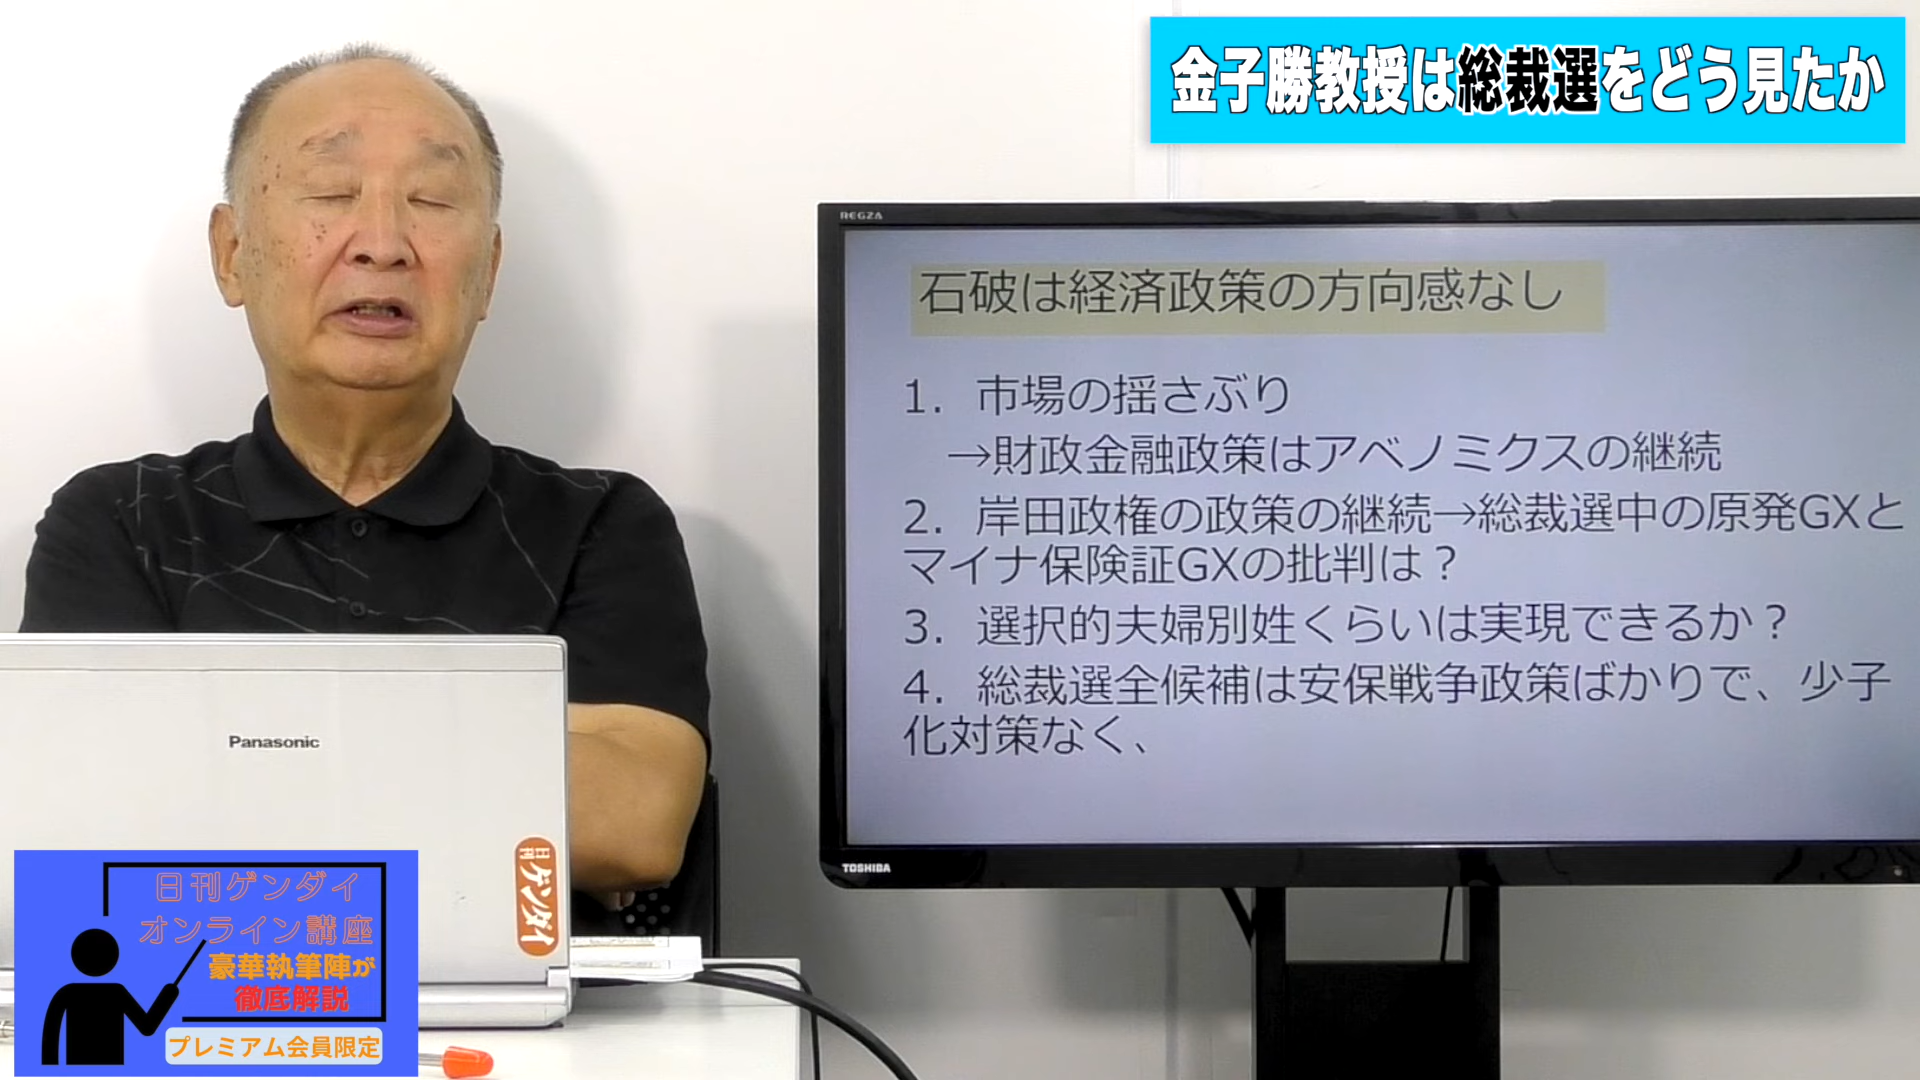 金子勝教授は総裁選をどう見たか
REGZA
石破は経済政策の方向感なし
1．市場の揺さぶり
→財政金融政策はアベノミクスの継続
2．岸田政権の政策の継続→総裁選中の原発GXと
マイナ保険証GXの批判は？
3．選択的夫婦別姓くらいは実現できるか？
4．総裁選全候補は安保戦争政策ばかりで、少子
化対策なく、
TOSHIBA
Panasonic
日刊ゲンダイ
日刊ゲンダイ
オンライン講座
豪華執筆陣が
徹底解説
プレミアム会員限定